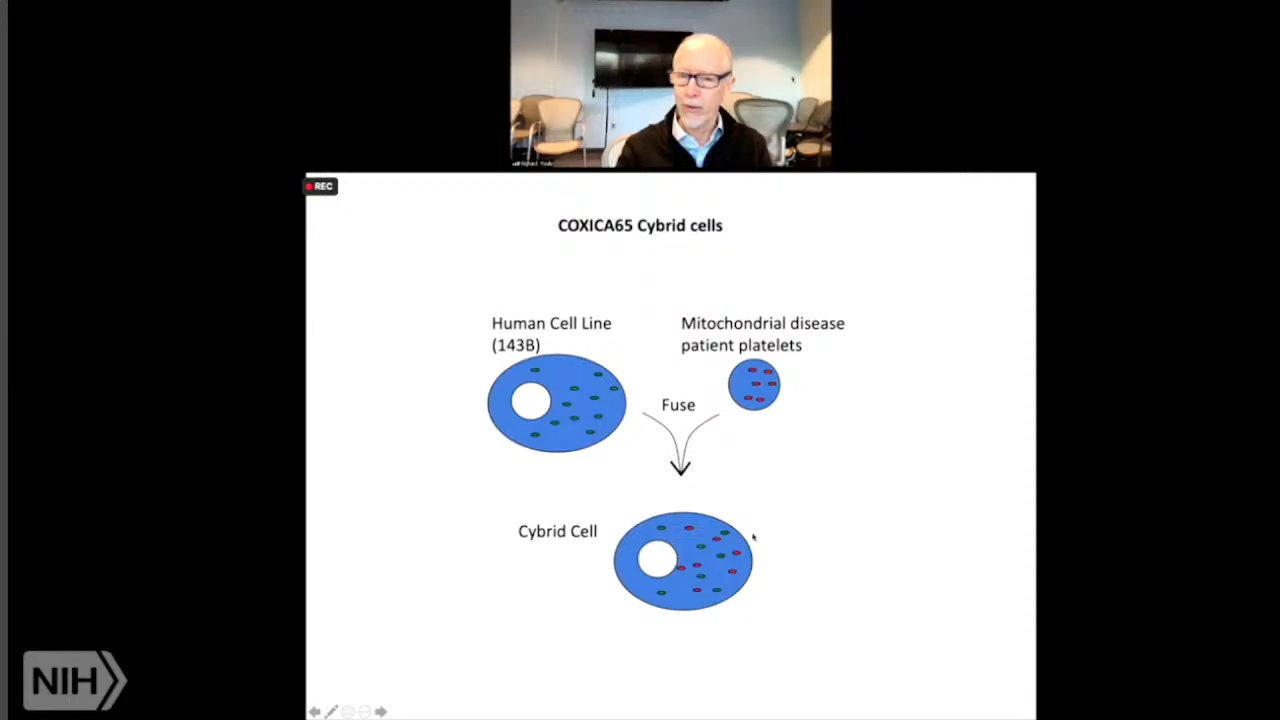 REC
COXICA65 Cybrid cells
Human Cell Line
(143B)
Mitochondrial disease
patient platelets
Fuse
Cybrid Cell
NIH